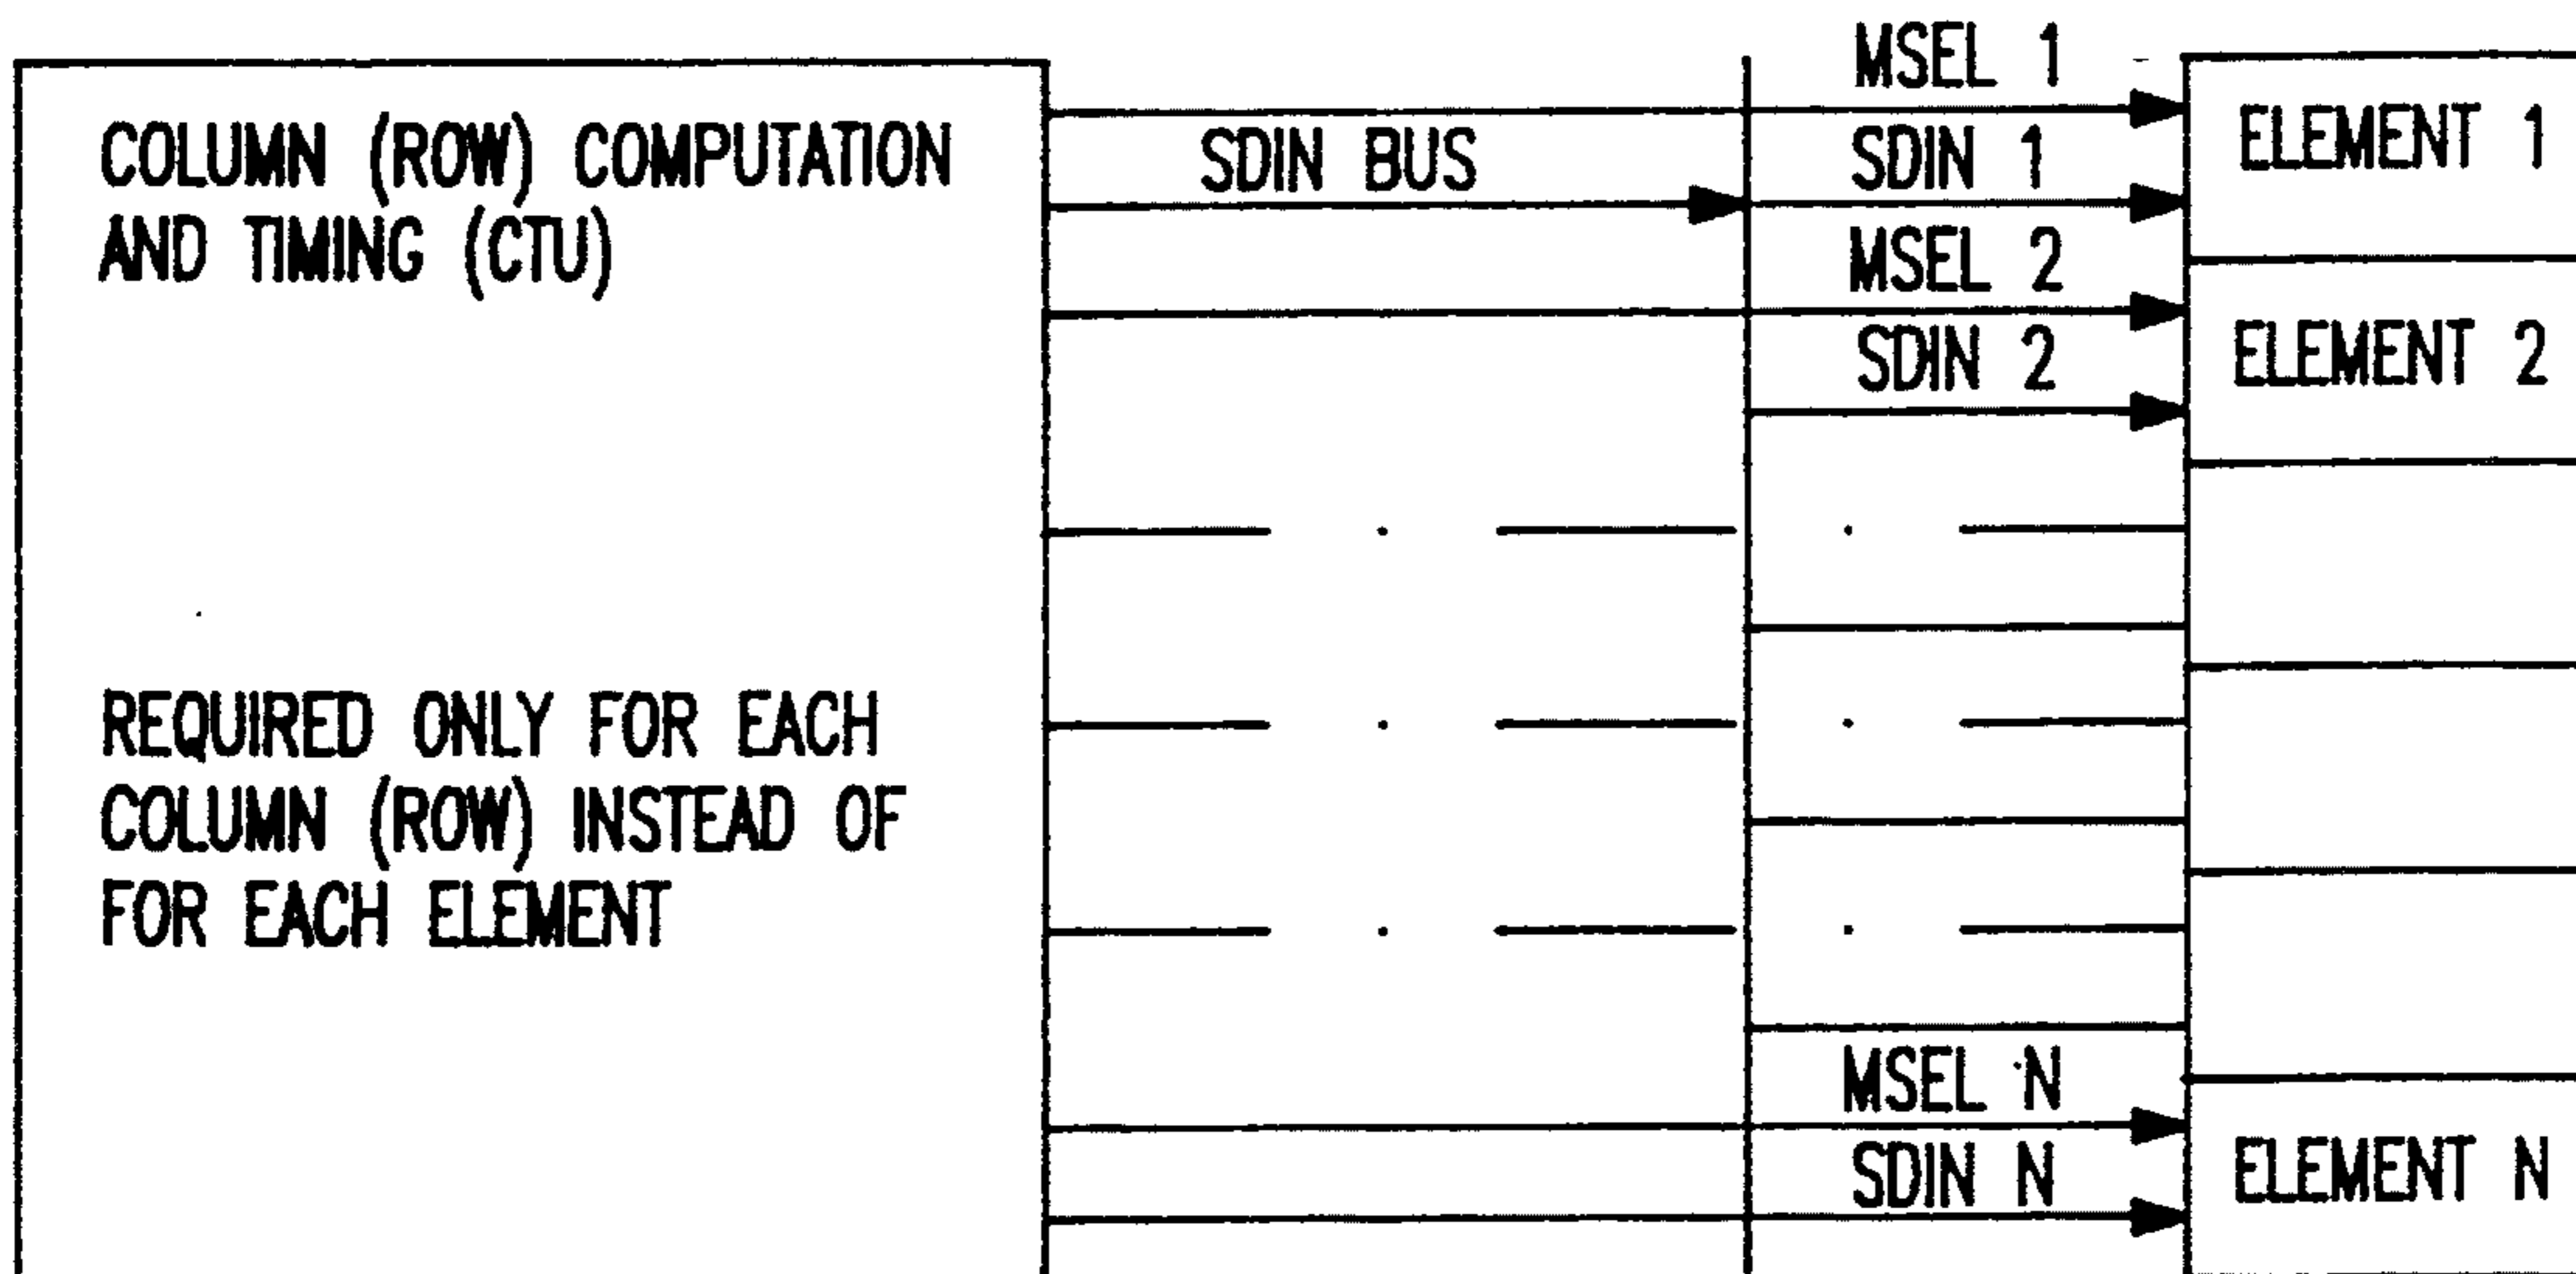 COLUMN (ROW) COMPUTATION
AND TIMING (CTU)
REQUIRED ONLY FOR EACH
COLUMN (ROW) INSTEAD OF
FOR EACH ELEMENT
SDIN BUS
MSEL 1
SDIN 1
MSEL 2
SDIN 2
MSEL N
SDIN N
ELEMENT 1
ELEMENT 2
ELEMENT N